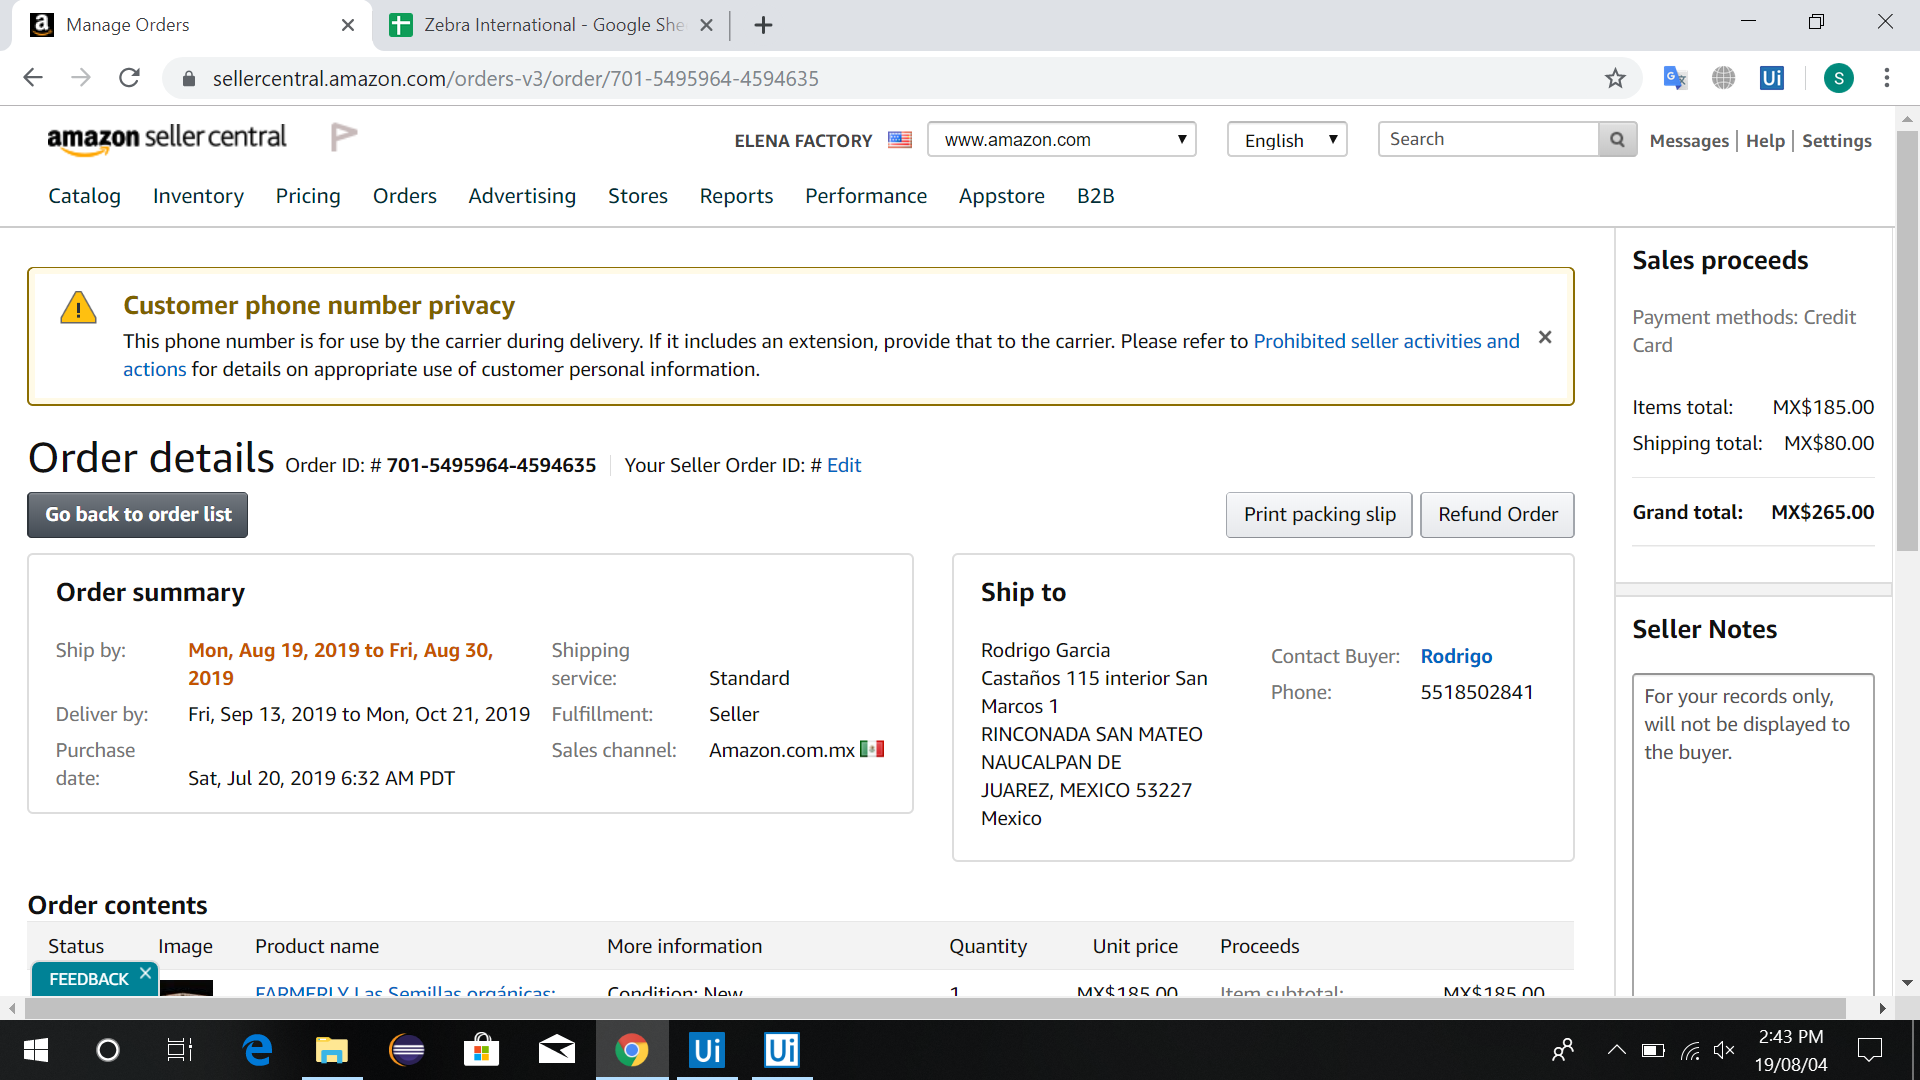 Manage Orders
Zebra International - Google She
sellercentral.amazon.com/orders-v3/order/701-5495964-4594635
S
amazon seller central
ELENA FACTORY
www.amazon.com
English
Search
Messages | Help | Settings
Catalog Inventory Pricing Orders Advertising Stores Reports Performance Appstore B2B
Customer phone number privacy
This phone number is for use by the carrier during delivery. If it includes an extension, provide that to the carrier. Please refer to Prohibited seller activities and
actions for details on appropriate use of customer personal information.
Order details Order ID: # 701-5495964-4594635 Your Seller Order ID: # Edit
Go back to order list
Print packing slip
Refund Order
Order summary
Ship by: Mon, Aug 19, 2019 to Fri, Aug 30,
2019
Deliver by: Fri, Sep 13, 2019 to Mon, Oct 21, 2019
Purchase
date: Sat, Jul 20, 2019 6:32 AM PDT
Shipping
service: Standard
Fulfillment: Seller
Sales channel: Amazon.com.mx
Ship to
Rodrigo Garcia
Castaños 115 interior San
Marcos 1
RINCONADA SAN MATEO
NAUCALPAN DE
JUAREZ, MEXICO 53227
Mexico
Contact Buyer: Rodrigo
Phone: 5518502841
Sales proceeds
Payment methods: Credit
Card
Items total: MX$185.00
Shipping total: MX$80.00
Grand total: MX$265.00
Seller Notes
For your records only,
will not be displayed to
the buyer.
Order contents
Status Image Product name More information Quantity Unit price Proceeds
FARMERLY Las Semillas orgánicas: Condition: New 1 MX$185.00 Item subtotal: MX$185.00
FEEDBACK
Ui
Ui
Ui
2:43 PM
19/08/04